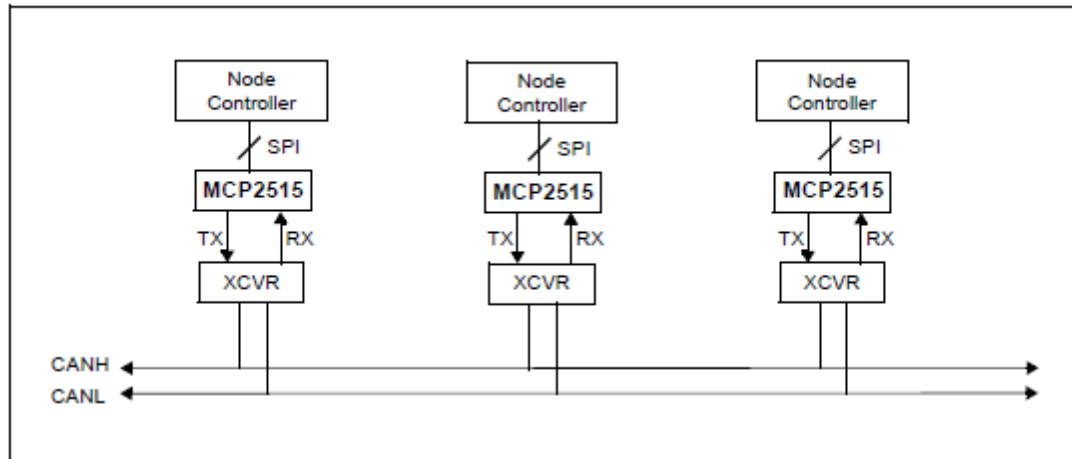 Node
Controller
Node
Controller
Node
Controller
SPI
SPI
SPI
MCP2515
MCP2515
MCP2515
TX
RX
TX
RX
TX
RX
XCVR
XCVR
XCVR
CANH
CANL